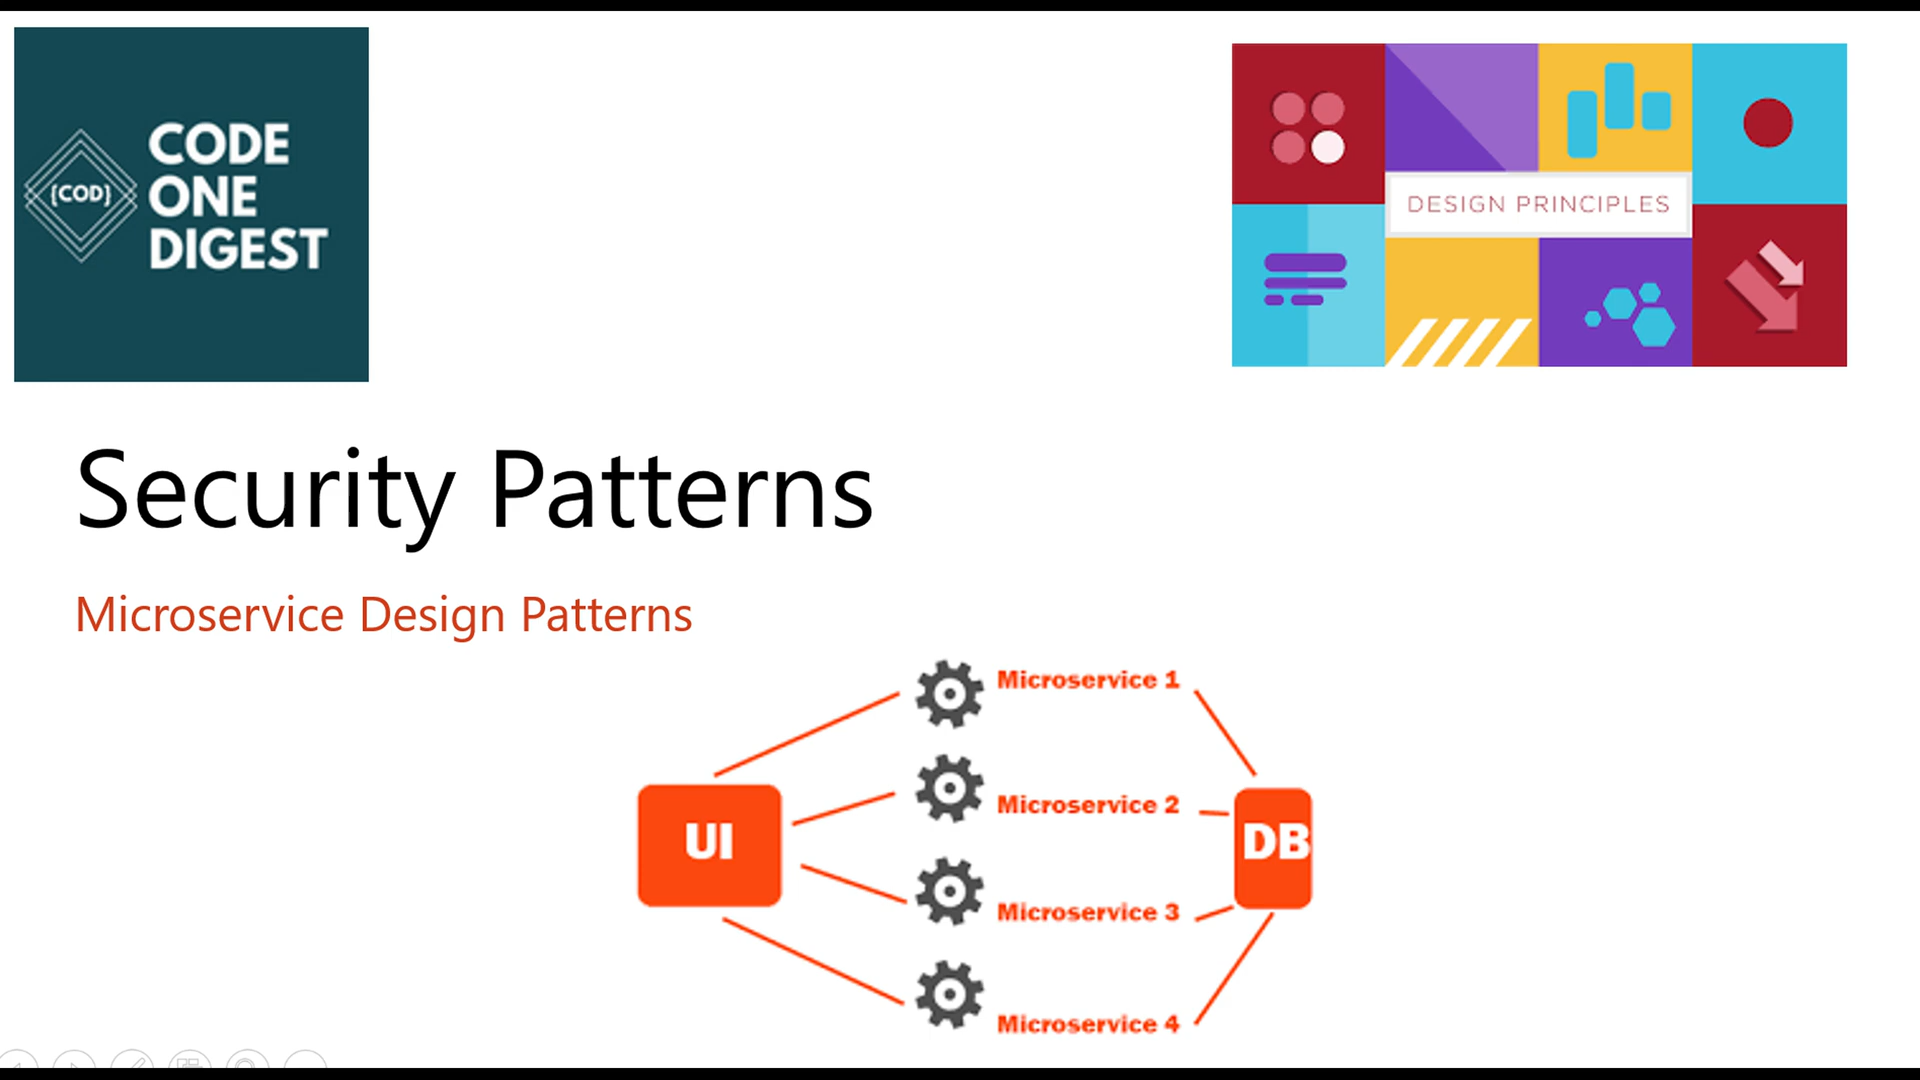 {COD}
CODE
ONE
DIGEST
DESIGN PRINCIPLES
Security Patterns
Microservice Design Patterns
Microservice 1
Microservice 2
UI
DB
Microservice 3
Microservice 4